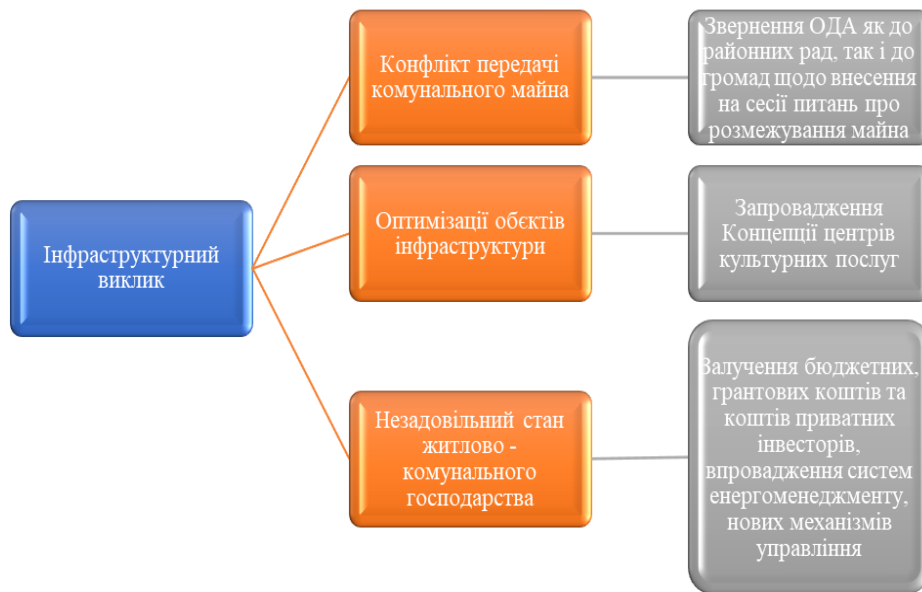 Інфраструктурний
виклик
Конфлікт передачі
комунального майна
Звернення ОДА як до
районних рад, так і до
громад щодо внесення
на сесії питань про
розмежування майна
Оптимізації обєктів
інфраструктури
Запровадження
Концепції центрів
культурних послуг
Незадовільний стан
житлово -
комунального
господарства
Залучення бюджетних,
грантових коштів та
коштів приватних
інвесторів,
впровадження систем
енергоменеджменту,
нових механізмів
управління